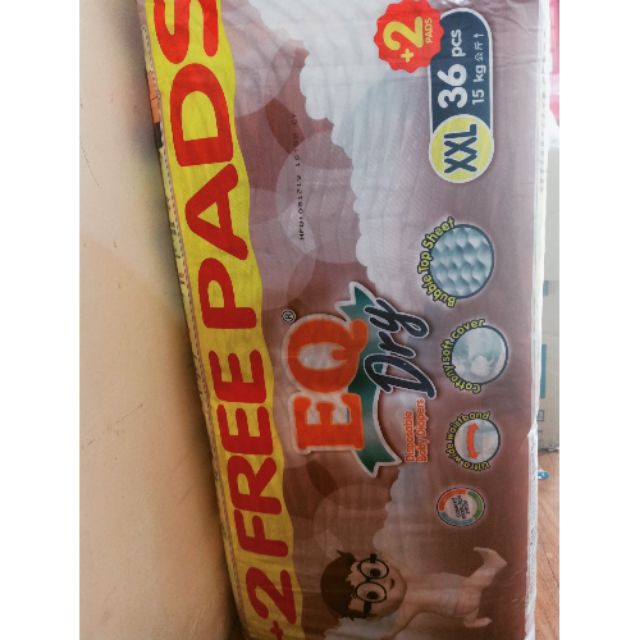 +2 FREE PADS
+2
PADS
XXL
36 pcs
15 kg 公斤↑
EQ®
Dry
Disposable
Baby Diapers
Bubble Top Sheet
Cottony soft cover